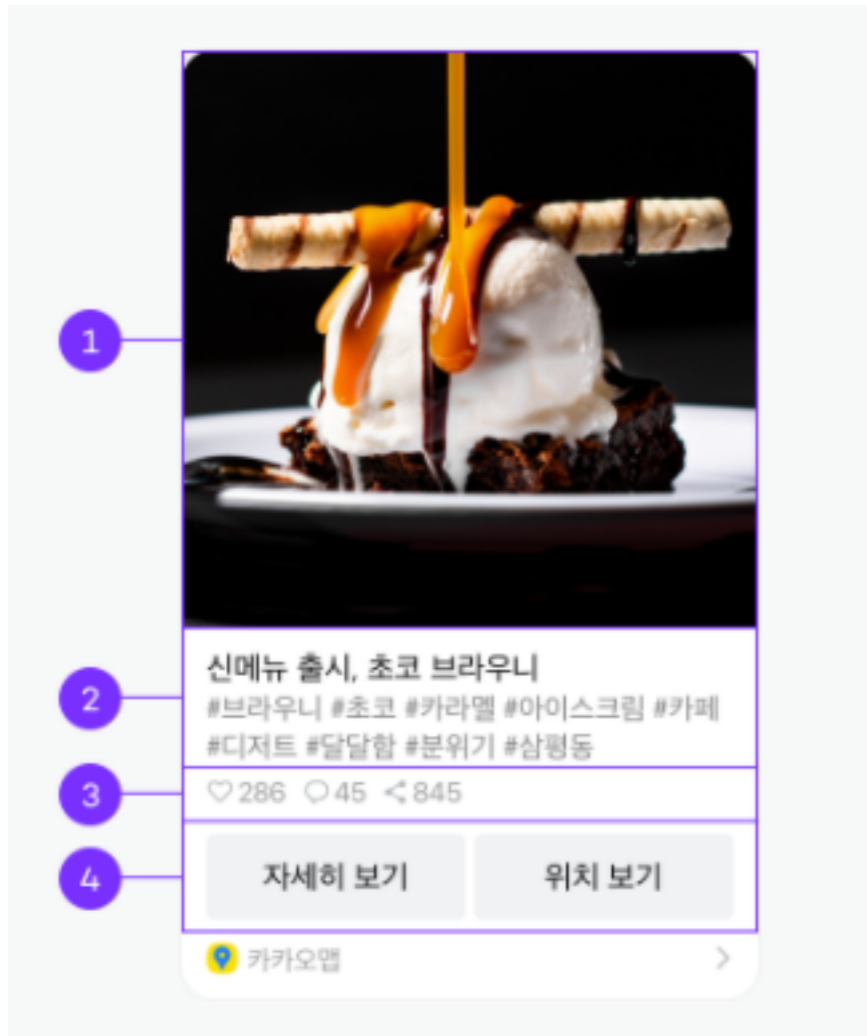 1
신메뉴 출시, 초코 브라우니
2
#브라우니 #초코 #카라멜 #아이스크림 #카페
#디저트 #달달함 #분위기 #삼평동
3
286 45 845
4
자세히 보기 위치 보기
카카오맵